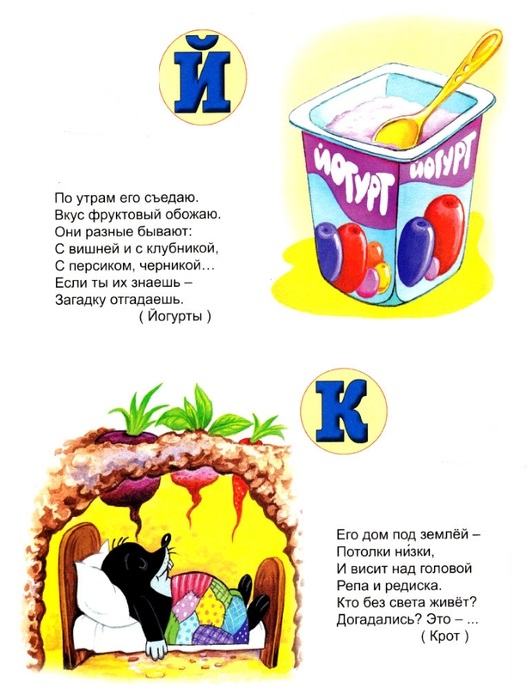 Й
ЙОГУРТ ЙОГУРТ
По утрам его съедаю.
Вкус фруктовый обожаю.
Они разные бывают:
С вишней и с клубникой,
С персиком, черникой...
Если ты их знаешь –
Загадку отгадаешь.
( Йогурты )
К
Его дом под землёй –
Потолки ни́зки,
И висит над головой
Репа и редиска.
Кто без света живёт?
Догадались? Это – ...
( Крот )